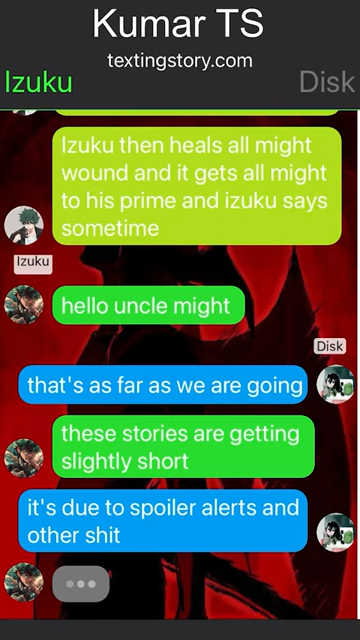 Kumar TS
textingstory.com
Izuku
Disk
Izuku then heals all might
wound and it gets all might
to his prime and izuku says
sometime
Izuku
hello uncle might
Disk
that's as far as we are going
these stories are getting
slightly short
it's due to spoiler alerts and
other shit